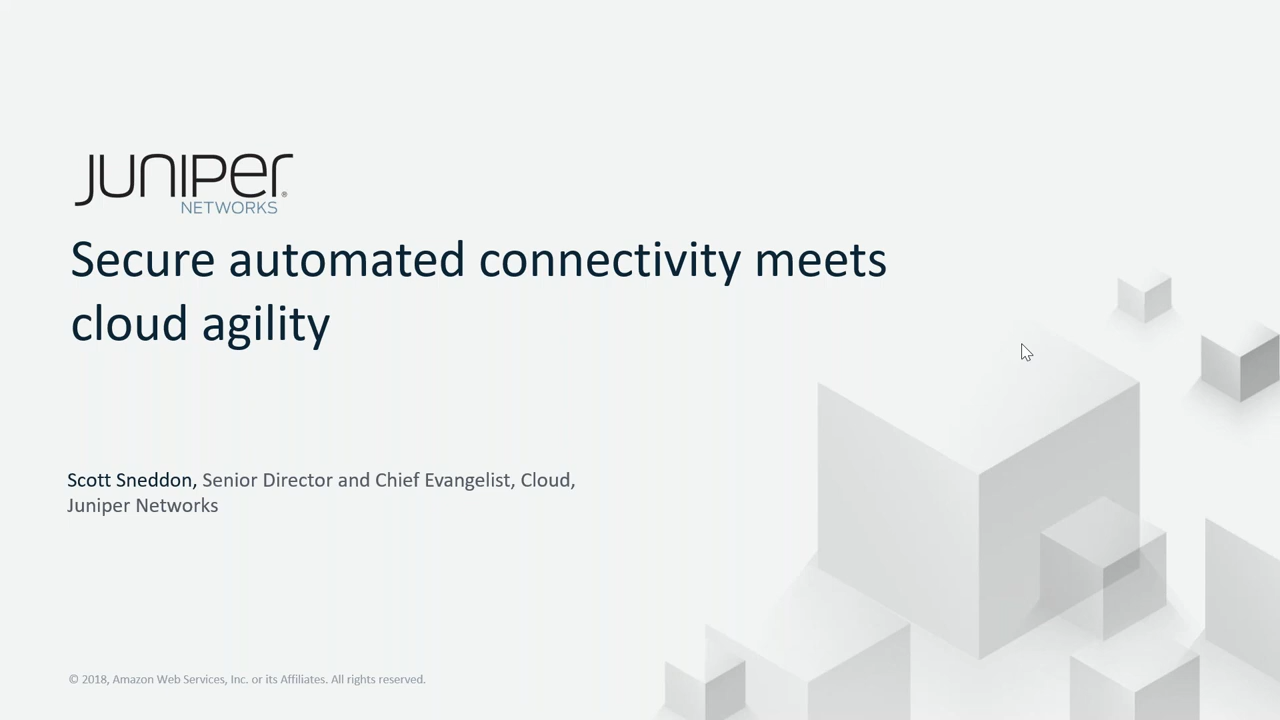 JUNIPer®
NETWORKS
Secure automated connectivity meets
cloud agility
Scott Sneddon, Senior Director and Chief Evangelist, Cloud,
Juniper Networks
© 2018, Amazon Web Services, Inc. or its Affiliates. All rights reserved.